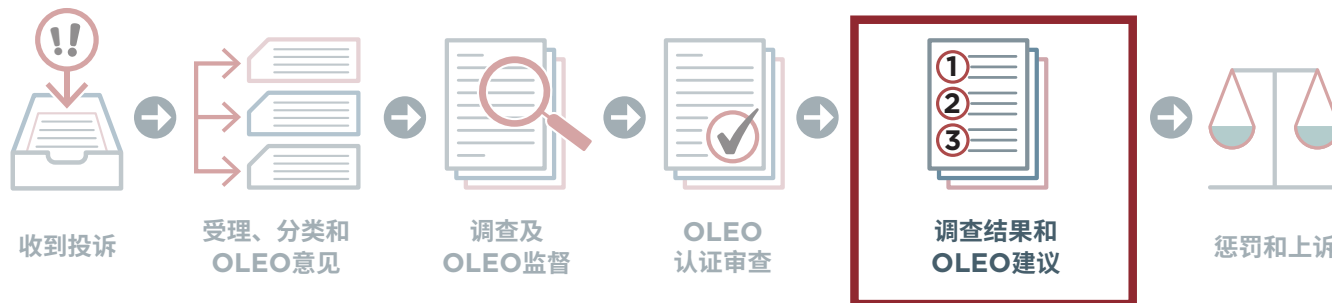 !!
1
2
3
收到投诉
受理、分类和
OLEO意见
调查及
OLEO监督
OLEO
认证审查
调查结果和
OLEO建议
惩罚和上诉